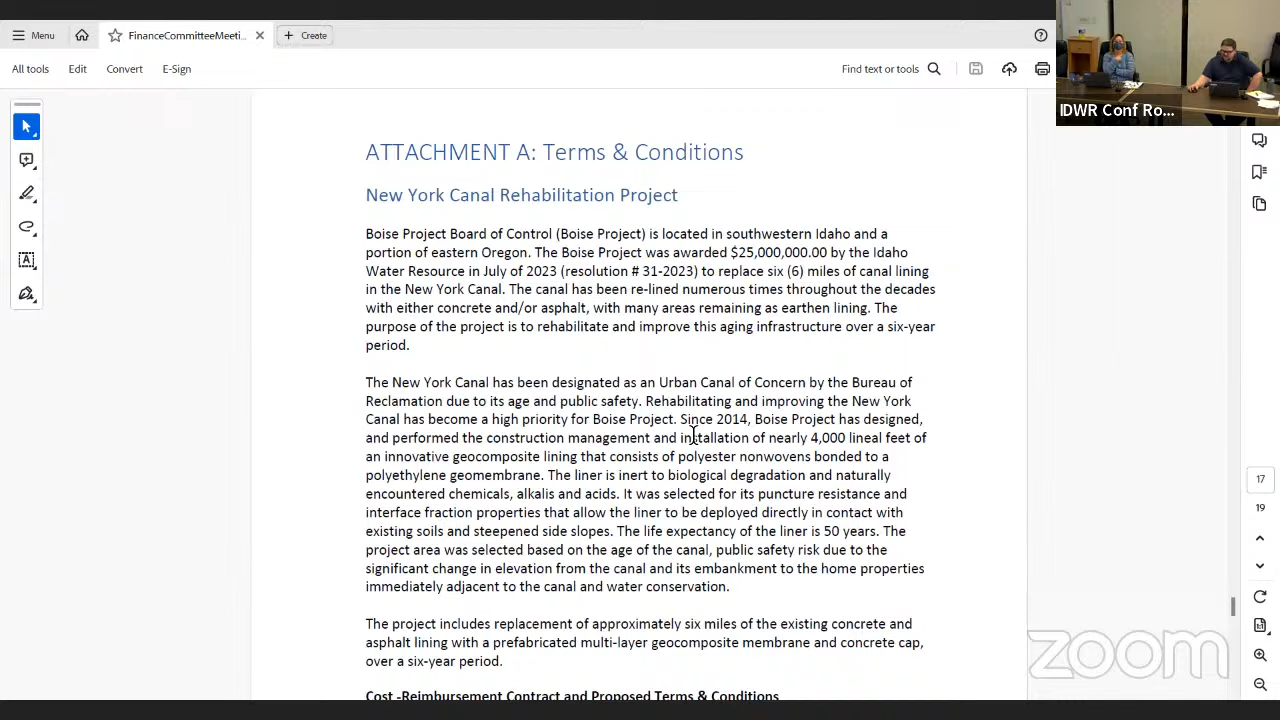 Menu
FinanceCommitteeMeeti...
Create
All tools
Edit
Convert
E-Sign
Find text or tools
IDWR Conf Ro...
ATTACHMENT A: Terms & Conditions
New York Canal Rehabilitation Project
Boise Project Board of Control (Boise Project) is located in southwestern Idaho and a
portion of eastern Oregon. The Boise Project was awarded $25,000,000.00 by the Idaho
Water Resource in July of 2023 (resolution # 31-2023) to replace six (6) miles of canal lining
in the New York Canal. The canal has been re-lined numerous times throughout the decades
with either concrete and/or asphalt, with many areas remaining as earthen lining. The
purpose of the project is to rehabilitate and improve this aging infrastructure over a six-year
period.
The New York Canal has been designated as an Urban Canal of Concern by the Bureau of
Reclamation due to its age and public safety. Rehabilitating and improving the New York
Canal has become a high priority for Boise Project. Since 2014, Boise Project has designed,
and performed the construction management and installation of nearly 4,000 lineal feet of
an innovative geocomposite lining that consists of polyester nonwovens bonded to a
polyethylene geomembrane. The liner is inert to biological degradation and naturally
encountered chemicals, alkalis and acids. It was selected for its puncture resistance and
interface fraction properties that allow the liner to be deployed directly in contact with
existing soils and steepened side slopes. The life expectancy of the liner is 50 years. The
project area was selected based on the age of the canal, public safety risk due to the
significant change in elevation from the canal and its embankment to the home properties
immediately adjacent to the canal and water conservation.
The project includes replacement of approximately six miles of the existing concrete and
asphalt lining with a prefabricated multi-layer geocomposite membrane and concrete cap,
over a six-year period.
Cost -Reimbursement Contract and Proposed Terms & Conditions
17
19
zoom